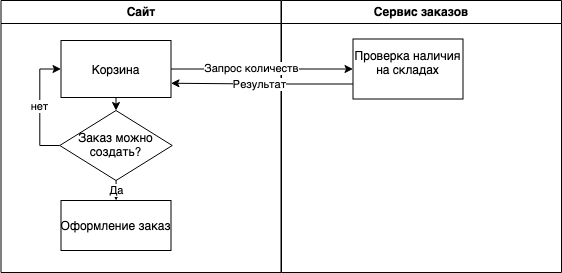 Сайт
Сервис заказов
Корзина
Запрос количеств
Результат
Проверка наличия
на складах
нет
Заказ можно
создать?
Да
Оформление заказ